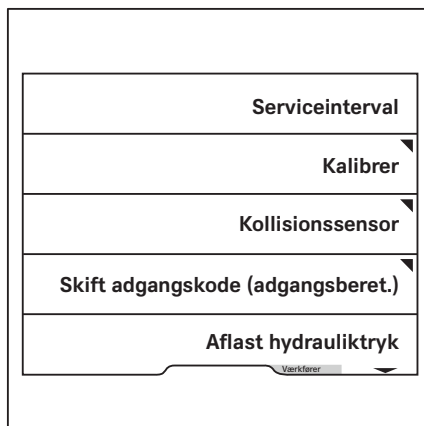 Serviceinterval
Kalibrer
Kollisionssensor
Skift adgangskode (adgangsberet.)
Aflast hydrauliktryk
Værkfører